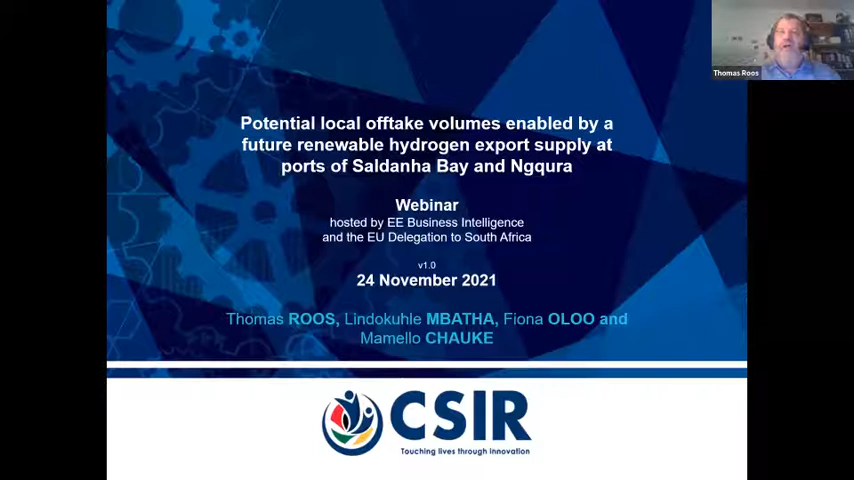 Potential local offtake volumes enabled by a
future renewable hydrogen export supply at
ports of Saldanha Bay and Ngqura
Webinar
hosted by EE Business Intelligence
and the EU Delegation to South Africa
v1.0
24 November 2021
Thomas ROOS, Lindokuhle MBATHA, Fiona OLOO and
Mamello CHAUKE
CSIR
Touching lives through innovation
Thomas Roos